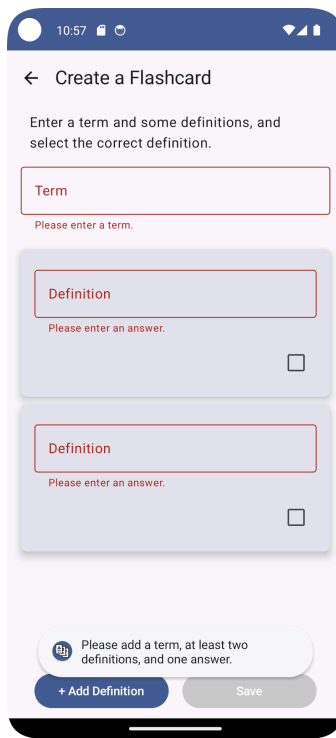 10:57
Create a Flashcard
Enter a term and some definitions, and
select the correct definition.
Term
Please enter a term.
Definition
Please enter an answer.
Definition
Please enter an answer.
Please add a term, at least two
definitions, and one answer.
+ Add Definition
Save